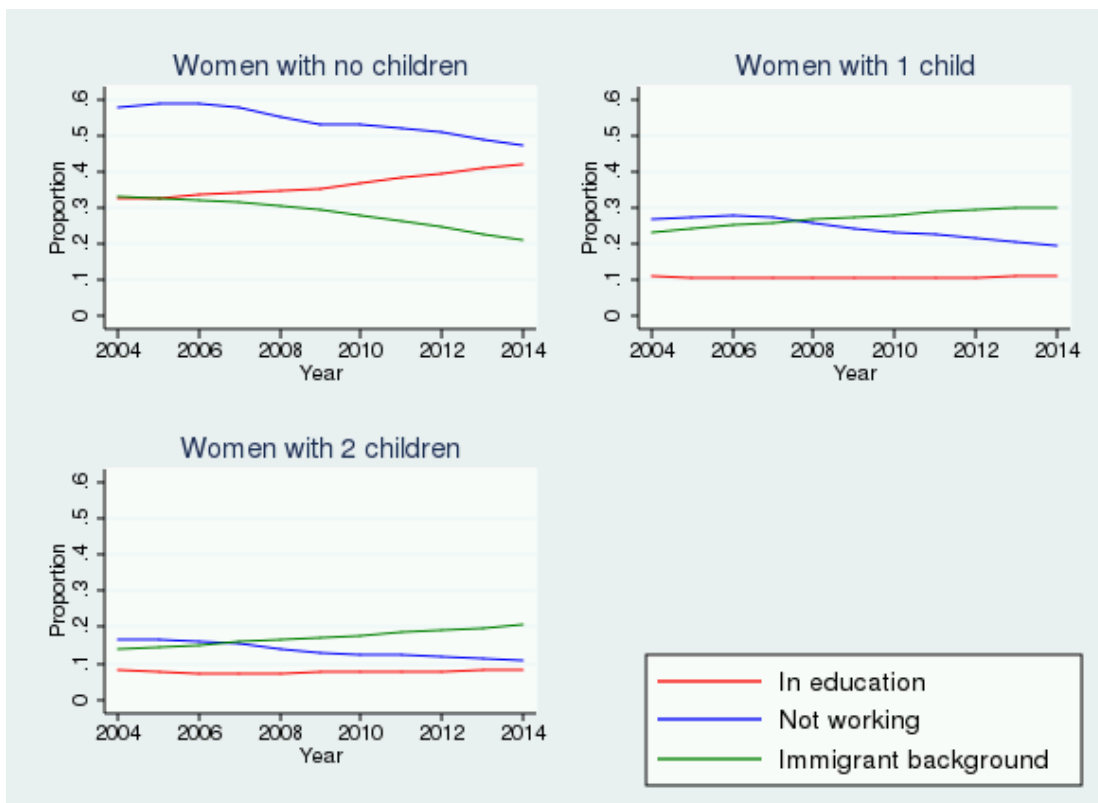 Women with no children
Proportion
0 .1 .2 .3 .4 .5 .6
2004 2006 2008 2010 2012 2014
Year
Women with 1 child
Proportion
0 .1 .2 .3 .4 .5 .6
2004 2006 2008 2010 2012 2014
Year
Women with 2 children
Proportion
0 .1 .2 .3 .4 .5 .6
2004 2006 2008 2010 2012 2014
Year
In education
Not working
Immigrant background